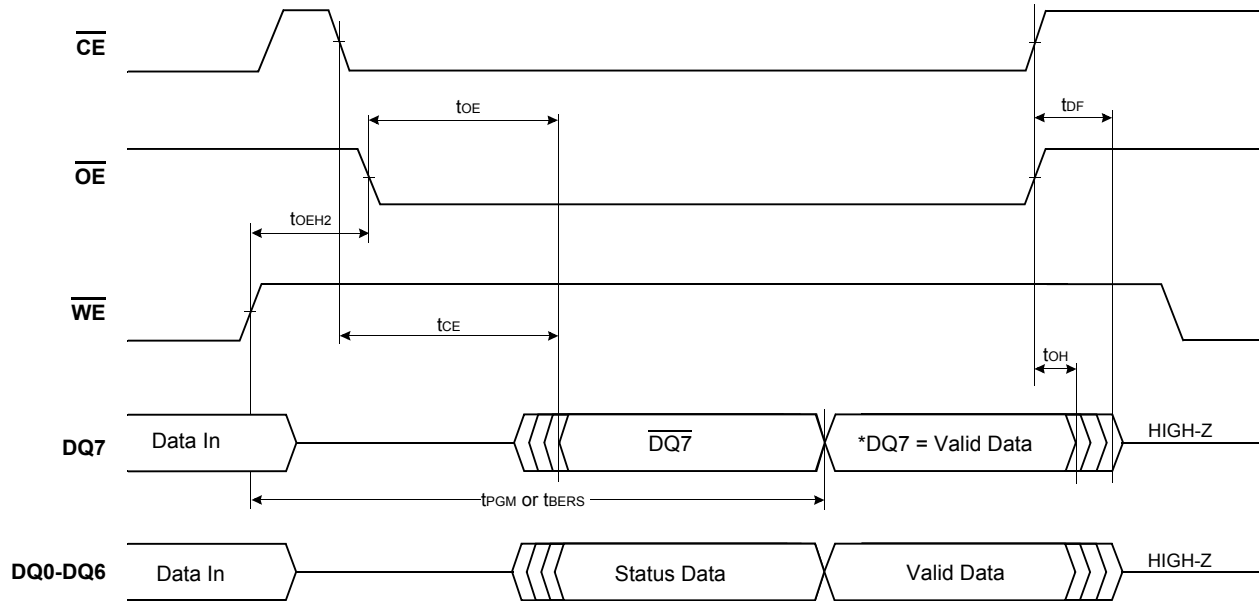 CE
tOE
tDF
OE
tOEH2
WE
tCE
tOH
DQ7
Data In
DQ7
*DQ7 = Valid Data
HIGH-Z
tPGM or tBERS
DQ0-DQ6
Data In
Status Data
Valid Data
HIGH-Z